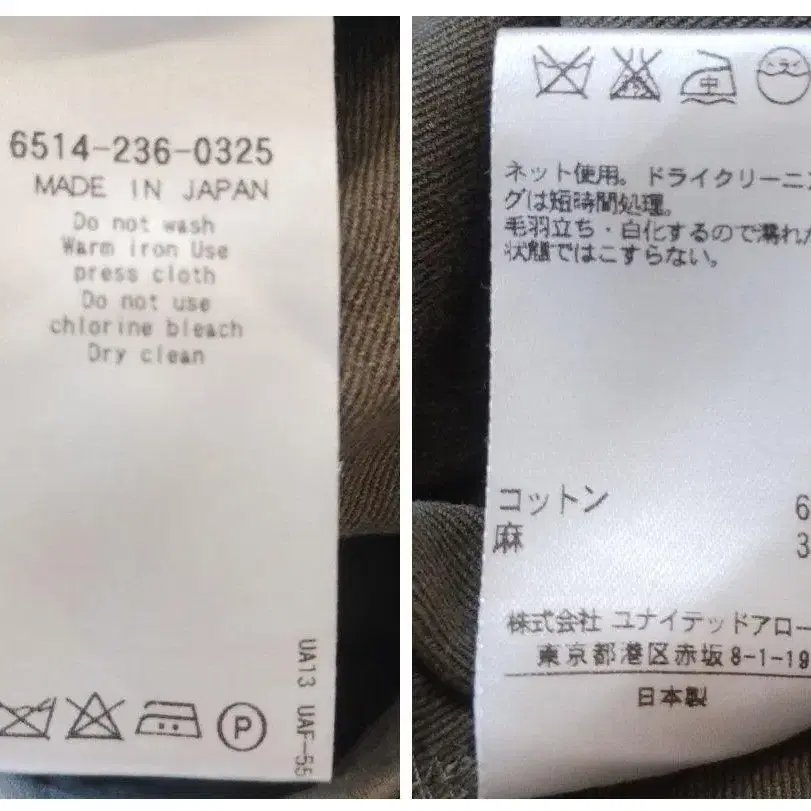 6514-236-0325
MADE IN JAPAN
Do not wash
Warm iron Use
press cloth
Do not use
chlorine bleach
Dry clean
P
UA13 UAF-55
中
ネット使用。ドライクリーニン
グは短時間処理。
毛羽立ち・白化するので濡れた
状態ではこすらない。
コットン 6
麻 3
株式会社 ユナイテッドアロー
東京都港区赤坂8-1-19
日本製